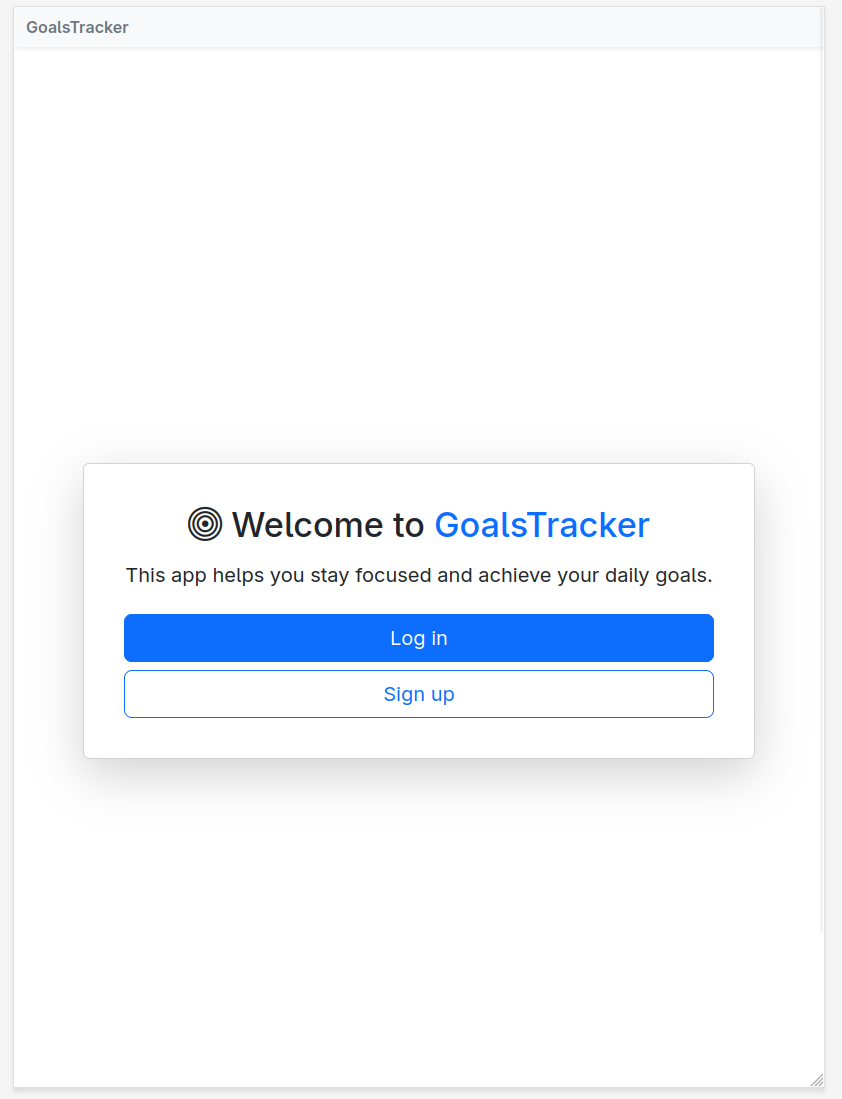 GoalsTracker
Welcome to GoalsTracker
This app helps you stay focused and achieve your daily goals.
Log in
Sign up